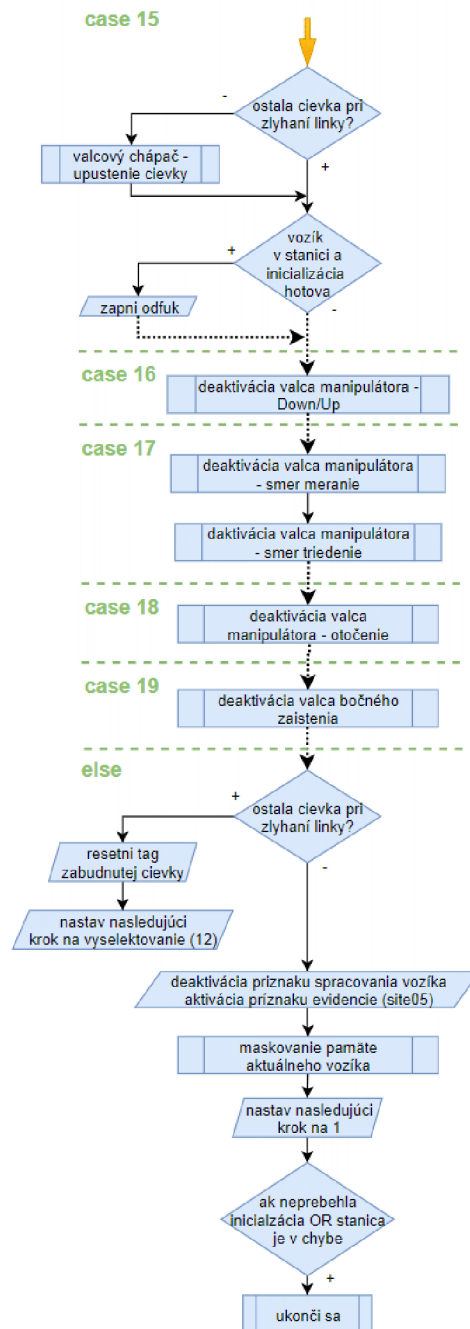 case 15
ostala cievka pri
zlyhaní linky?
-
+
valcový chápač -
upustenie cievky
vozík
v stanici a
inicializácia
hotova
+
-
zapni odfuk
case 16
deaktivácia valca manipulátora -
Down/Up
case 17
deaktivácia valca manipulátora
- smer meranie
daktivácia valca manipulátora
- smer triedenie
case 18
deaktivácia valca
manipulátora - otočenie
case 19
deaktivácia valca bočného
zaistenia
else
+
ostala cievka pri
zlyhaní linky?
-
resetni tag
zabudnutej cievky
nastav nasledujúci
krok na vyselektovanie (12)
deaktivácia priznaku spracovania vozíka
aktivácia príznaku evidencie (site05)
maskovanie pamäte
aktuálneho vozíka
nastav nasledujúci
krok na 1
ak neprebehla
inicialzácia OR stanica
je v chybe
+
ukonči sa